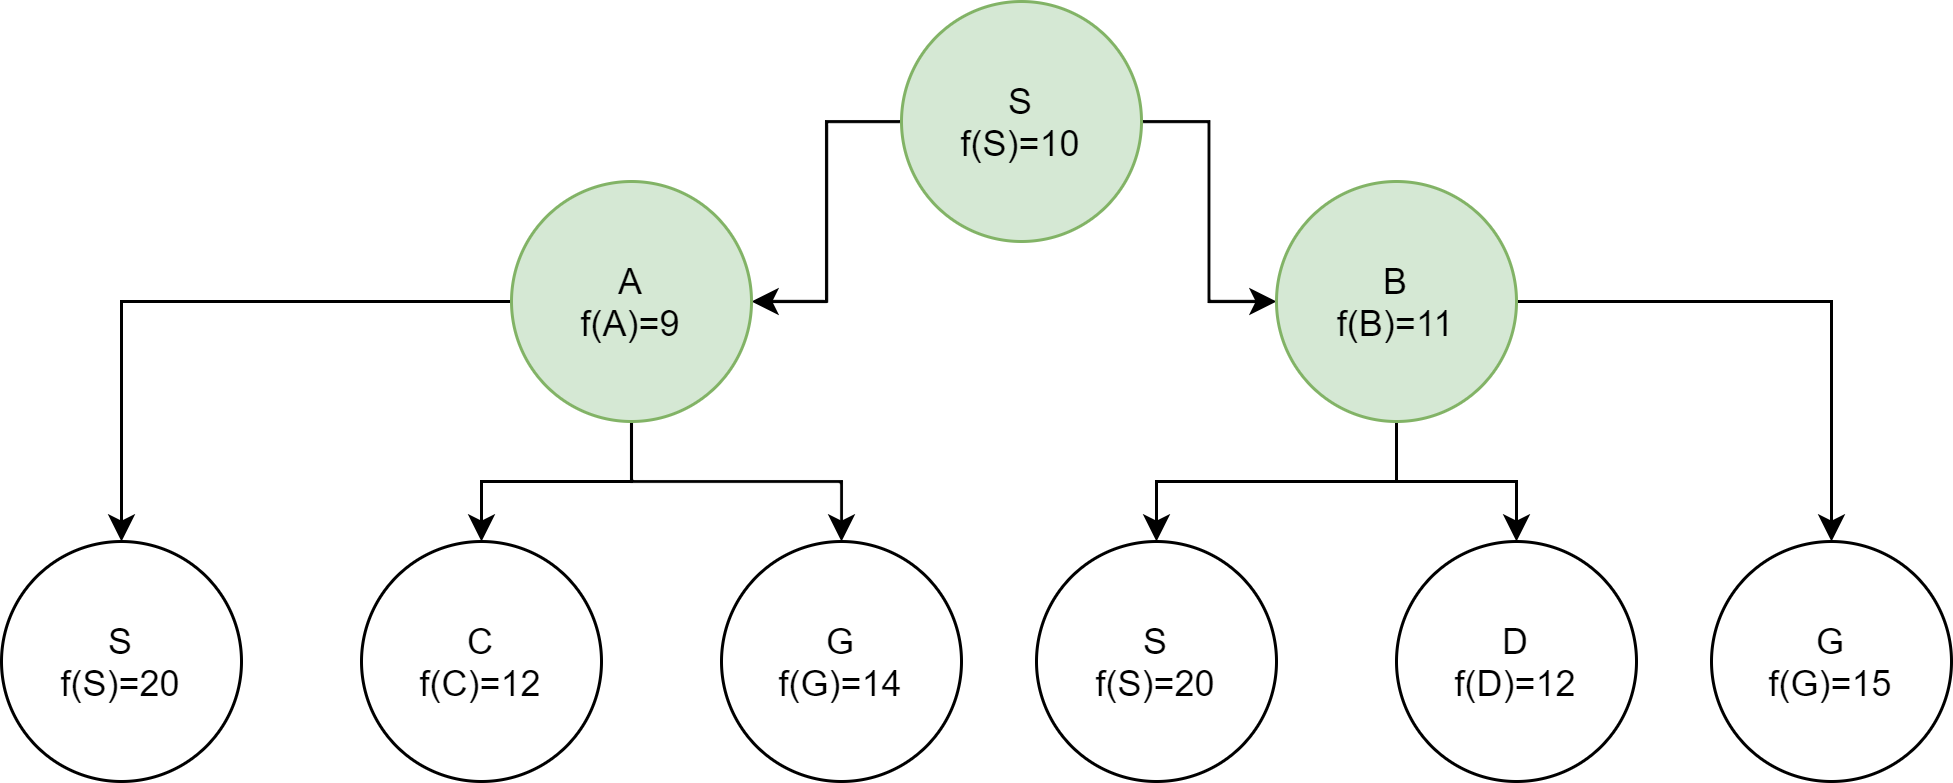 S
f(S)=10
A
f(A)=9
B
f(B)=11
S
f(S)=20
C
f(C)=12
G
f(G)=14
S
f(S)=20
D
f(D)=12
G
f(G)=15